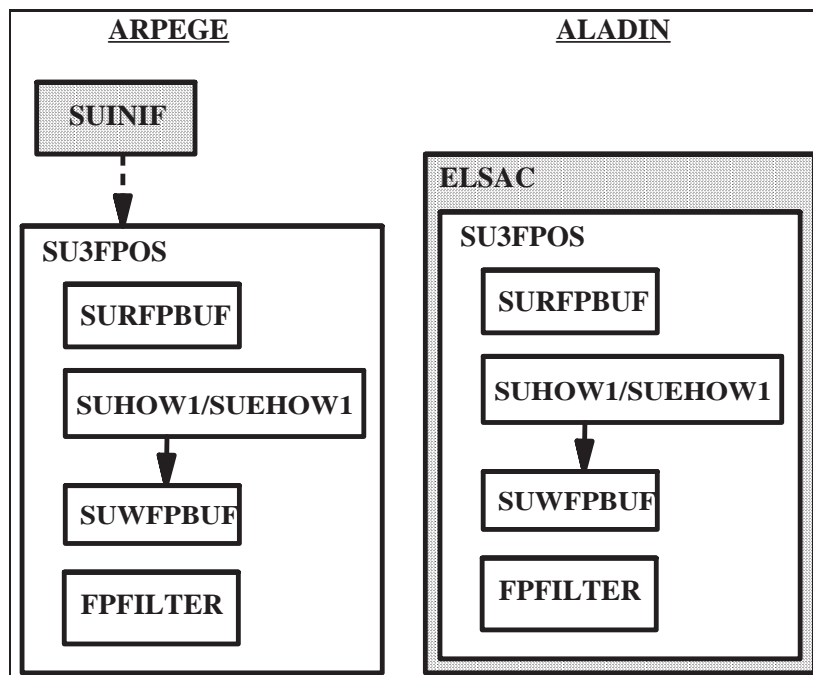 ARPEGE
SUINIF
SU3FPOS
SURFPBUF
SUHOW1/SUEHOW1
SUWFPBUF
FPFILTER
ALADIN
ELSAC
SU3FPOS
SURFPBUF
SUHOW1/SUEHOW1
SUWFPBUF
FPFILTER